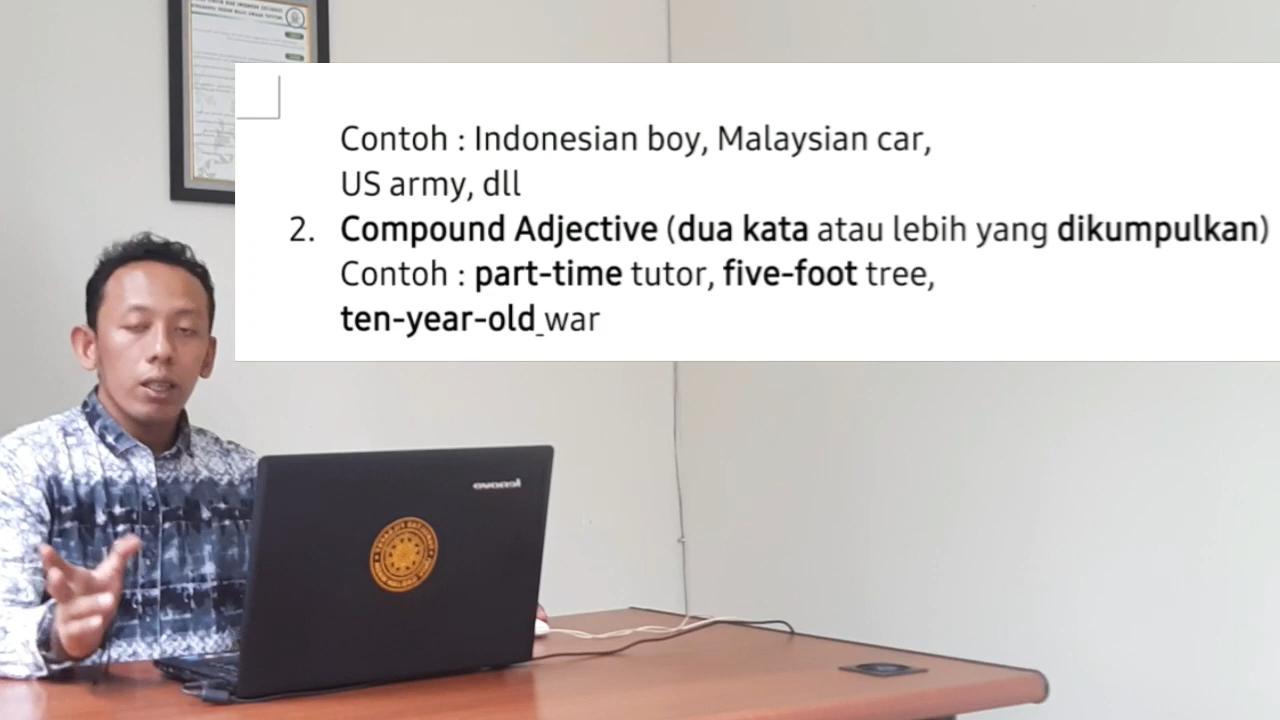 Contoh : Indonesian boy, Malaysian car,
US army, dll
2. Compound Adjective (dua kata atau lebih yang dikumpulkan)
Contoh : part-time tutor, five-foot tree,
ten-year-old war
lenovo